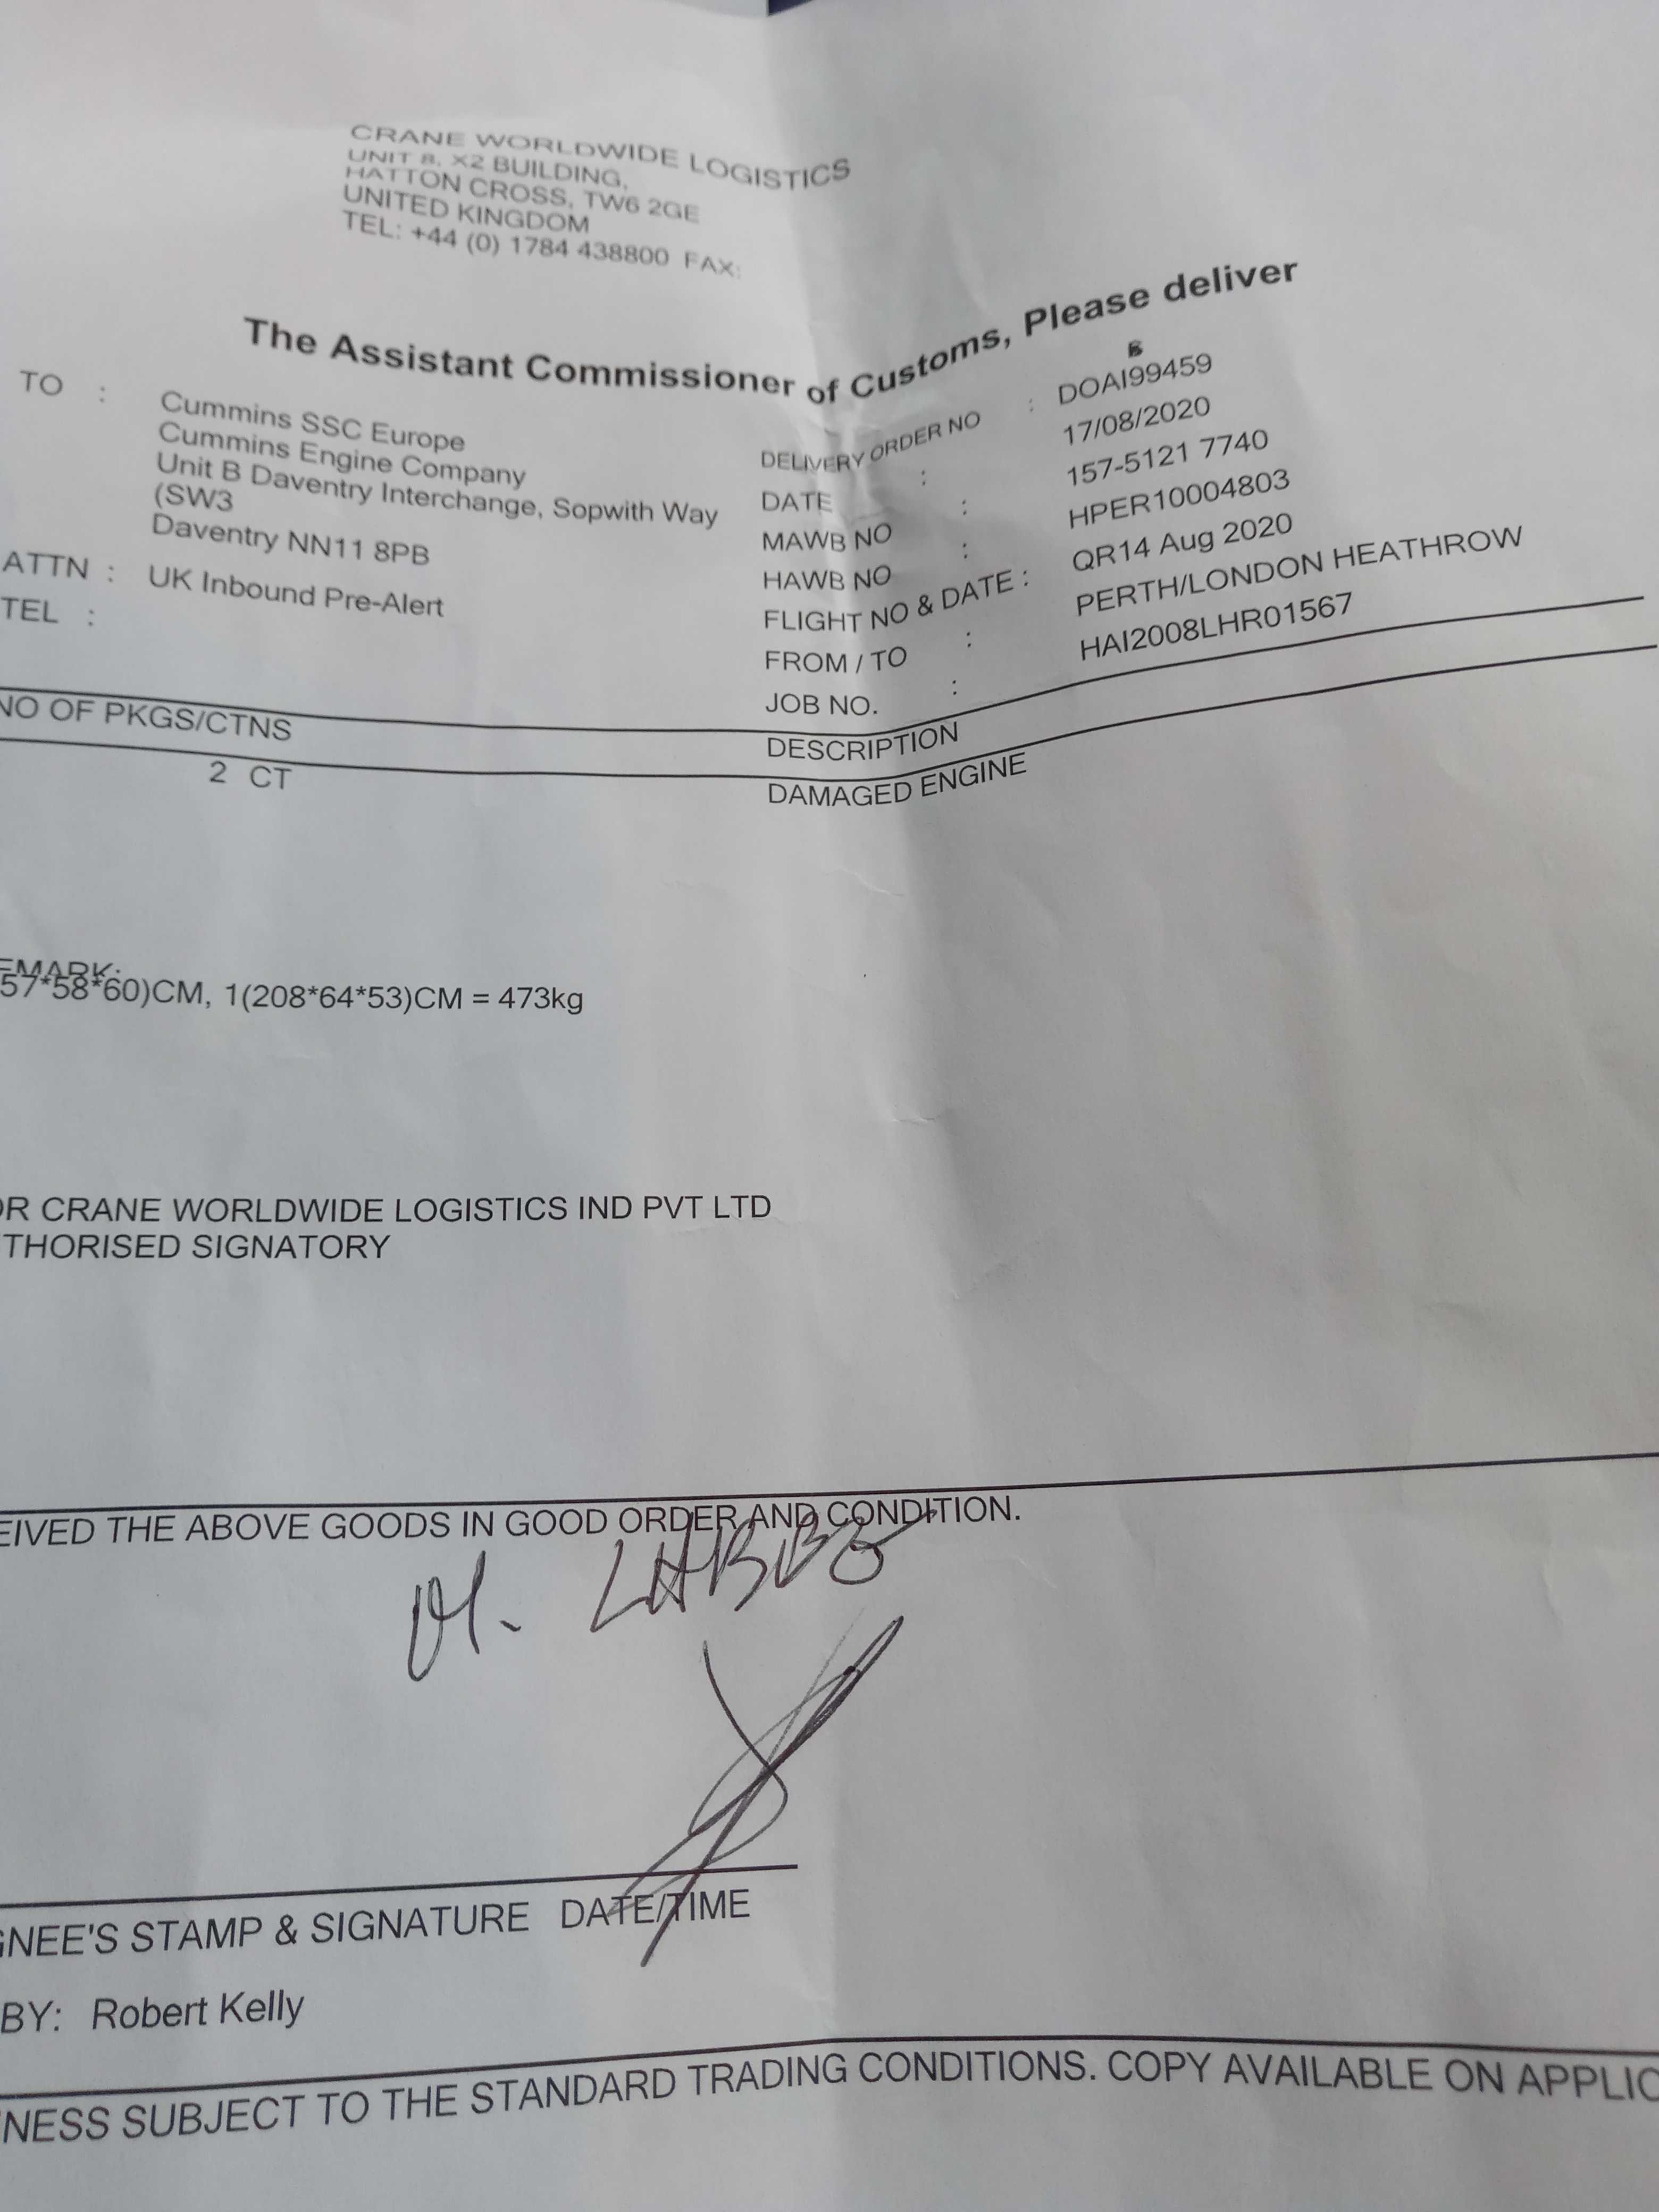 CRANE WORLDWIDE LOGISTICS
UNIT 8, X2 BUILDING,
HATTON CROSS, TW6 2GE
UNITED KINGDOM
TEL: +44 (0) 1784 438800 FAX:
The Assistant Commissioner of Customs, Please deliver
TO :
Cummins SSC Europe
Cummins Engine Company
Unit B Daventry Interchange, Sopwith Way
(SW3
Daventry NN11 8PB
ATTN : UK Inbound Pre-Alert
TEL :
DELIVERY ORDER NO : DOAI99459
DATE : 17/08/2020
MAWB NO : 157-5121 7740
HAWB NO : HPER10004803
FLIGHT NO & DATE : QR14 Aug 2020
FROM / TO : PERTH/LONDON HEATHROW
JOB NO. : HAI2008LHR01567
NO OF PKGS/CTNS DESCRIPTION
2 CT DAMAGED ENGINE
EMARK:
57*58*60)CM, 1(208*64*53)CM = 473kg
OR CRANE WORLDWIDE LOGISTICS IND PVT LTD
THORISED SIGNATORY
EIVED THE ABOVE GOODS IN GOOD ORDER AND CONDITION.
GNEE'S STAMP & SIGNATURE DATE/TIME
BY: Robert Kelly
NESS SUBJECT TO THE STANDARD TRADING CONDITIONS. COPY AVAILABLE ON APPLIC